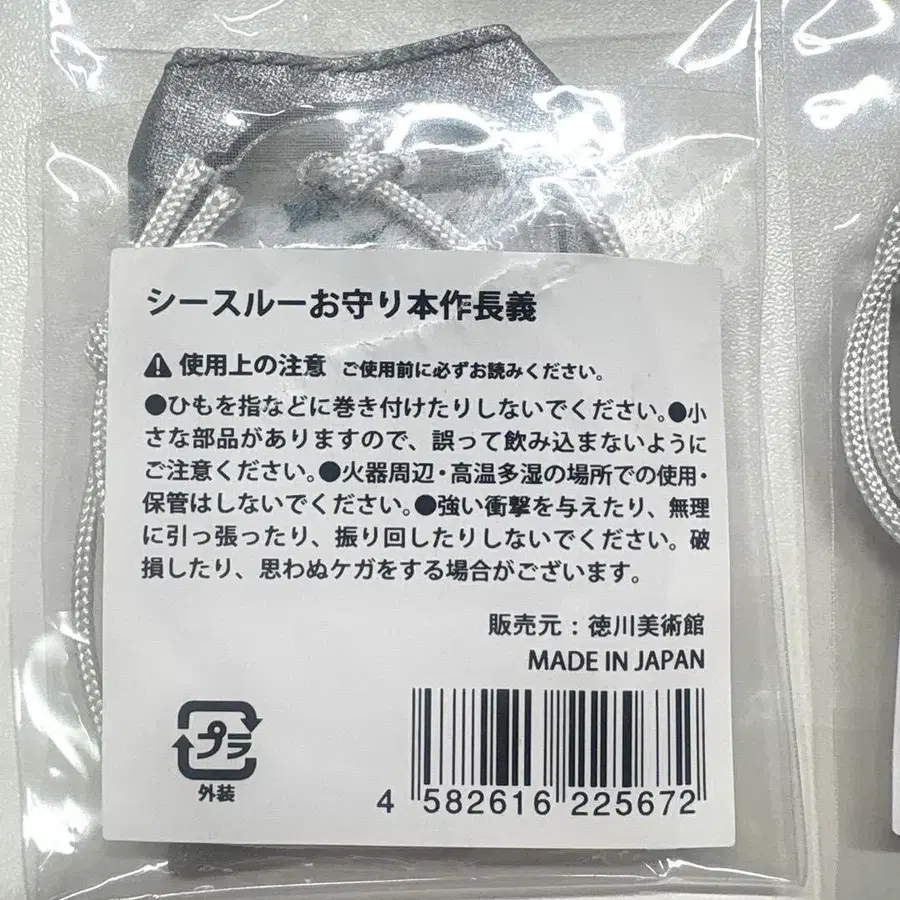 シースルーお守り本作長義
使用上の注意 ご使用前に必ずお読みください。
●ひもを指などに巻き付けたりしないでください。●小
さな部品がありますので、誤って飲み込まないように
ご注意ください。●火器周辺・高温多湿の場所での使用・
保管はしないでください。●強い衝撃を与えたり、無理
に引っ張ったり、振り回したりしないでください。破
損したり、思わぬケガをする場合がございます。
販売元：徳川美術館
MADE IN JAPAN
プラ
外装
4 582616 225672